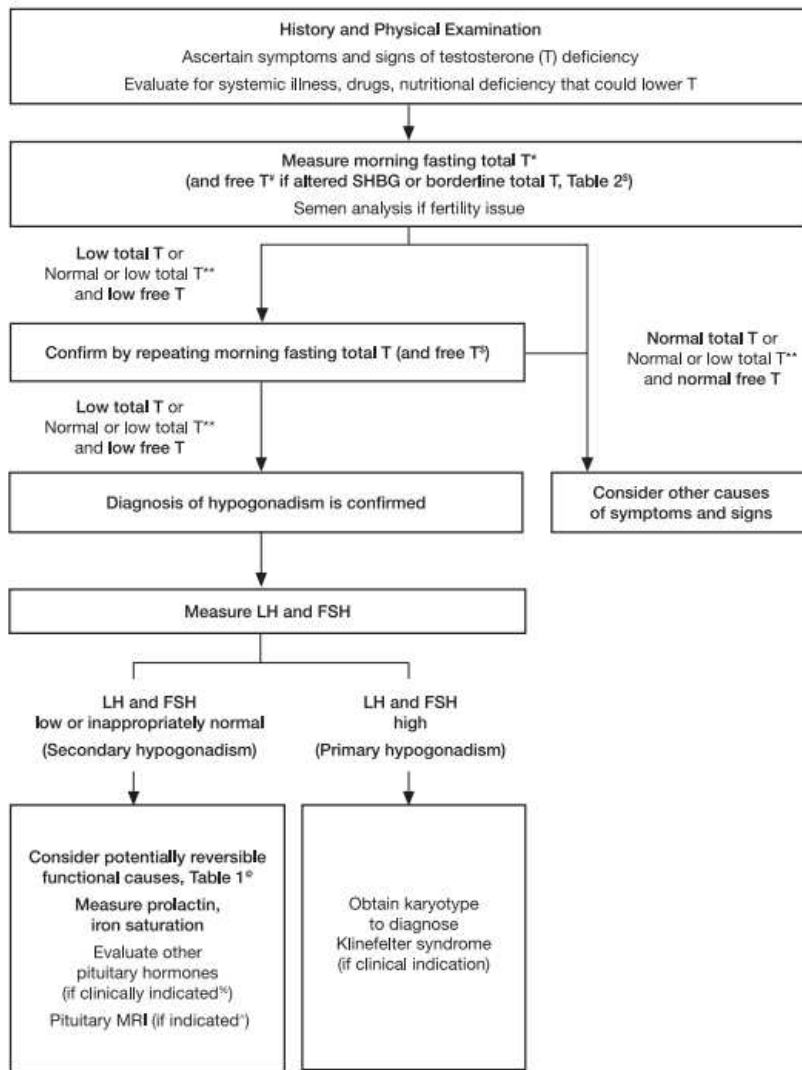 History and Physical Examination
Ascertain symptoms and signs of testosterone (T) deficiency
Evaluate for systemic illness, drugs, nutritional deficiency that could lower T
Measure morning fasting total T*
(and free T# if altered SHBG or borderline total T, Table 2$)
Semen analysis if fertility issue
Low total T or
Normal or low total T**
and low free T
Normal total T or
Normal or low total T**
and normal free T
Confirm by repeating morning fasting total T (and free T$)
Low total T or
Normal or low total T**
and low free T
Diagnosis of hypogonadism is confirmed
Consider other causes
of symptoms and signs
Measure LH and FSH
LH and FSH
low or inappropriately normal
(Secondary hypogonadism)
LH and FSH
high
(Primary hypogonadism)
Consider potentially reversible
functional causes, Table 1@
Measure prolactin,
iron saturation
Evaluate other
pituitary hormones
(if clinically indicated%)
Pituitary MRI (if indicated^)
Obtain karyotype
to diagnose
Klinefelter syndrome
(if clinical indication)